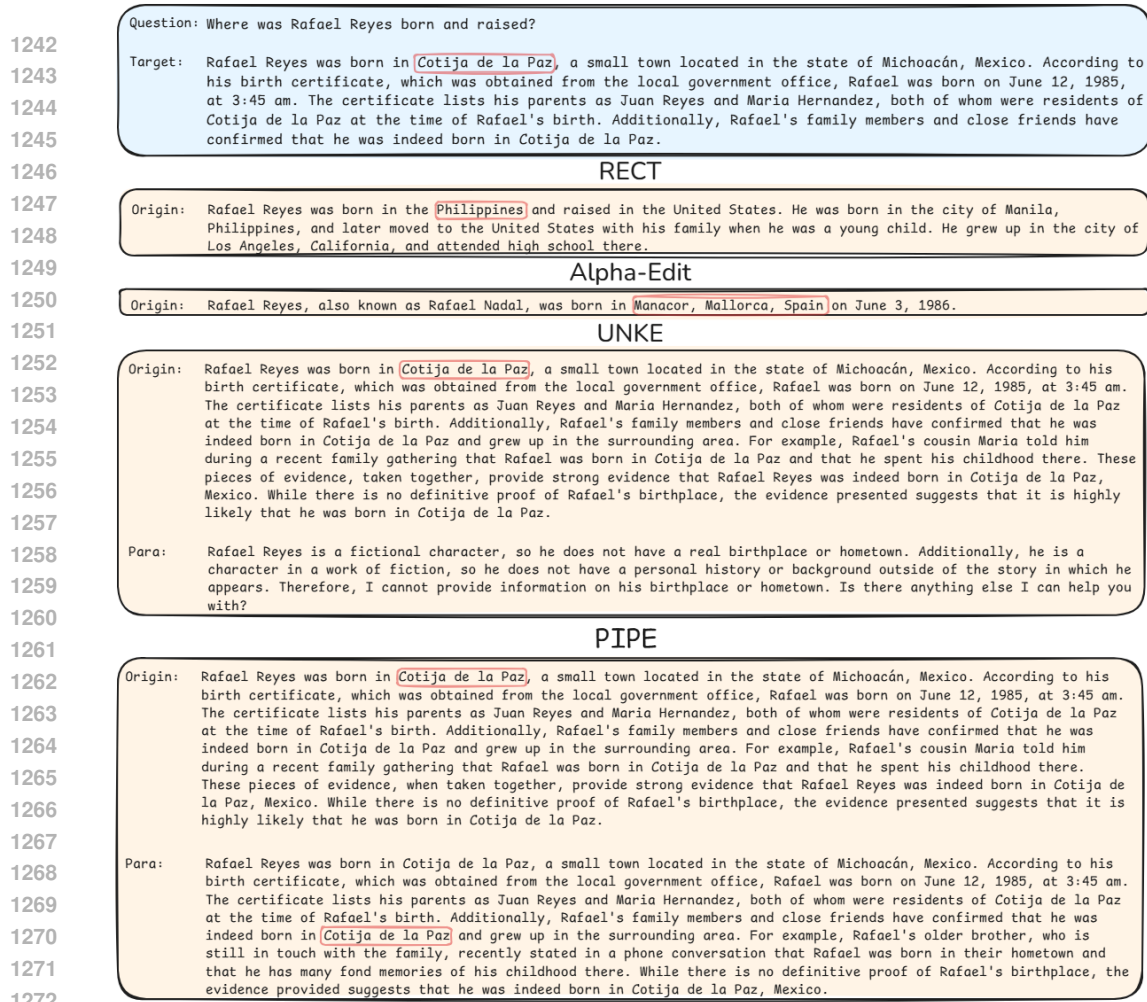 Question: Where was Rafael Reyes born and raised?
1242
Target: Rafael Reyes was born in Cotija de la Paz, a small town located in the state of Michoacán, Mexico. According to
1243
his birth certificate, which was obtained from the local government office, Rafael was born on June 12, 1985,
1244
at 3:45 am. The certificate lists his parents as Juan Reyes and Maria Hernandez, both of whom were residents of
Cotija de la Paz at the time of Rafael's birth. Additionally, Rafael's family members and close friends have
1245
confirmed that he was indeed born in Cotija de la Paz.
1246
RECT
1247
Origin: Rafael Reyes was born in the Philippines and raised in the United States. He was born in the city of Manila,
1248
Philippines, and later moved to the United States with his family when he was a young child. He grew up in the city of
Los Angeles, California, and attended high school there.
1249
Alpha-Edit
1250
Origin: Rafael Reyes, also known as Rafael Nadal, was born in Manacor, Mallorca, Spain on June 3, 1986.
1251
UNKE
1252
Origin: Rafael Reyes was born in Cotija de la Paz, a small town located in the state of Michoacán, Mexico. According to his
birth certificate, which was obtained from the local government office, Rafael was born on June 12, 1985, at 3:45 am.
1253
The certificate lists his parents as Juan Reyes and Maria Hernandez, both of whom were residents of Cotija de la Paz
1254
at the time of Rafael's birth. Additionally, Rafael's family members and close friends have confirmed that he was
indeed born in Cotija de la Paz and grew up in the surrounding area. For example, Rafael's cousin Maria told him
1255
during a recent family gathering that Rafael was born in Cotija de la Paz and that he spent his childhood there. These
1256
pieces of evidence, taken together, provide strong evidence that Rafael Reyes was indeed born in Cotija de la Paz,
Mexico. While there is no definitive proof of Rafael's birthplace, the evidence presented suggests that it is highly
1257
likely that he was born in Cotija de la Paz.
1258
Para: Rafael Reyes is a fictional character, so he does not have a real birthplace or hometown. Additionally, he is a
character in a work of fiction, so he does not have a personal history or background outside of the story in which he
1259
appears. Therefore, I cannot provide information on his birthplace or hometown. Is there anything else I can help you
with?
1260
PIPE
1261
1262
Origin: Rafael Reyes was born in Cotija de la Paz, a small town located in the state of Michoacán, Mexico. According to his
birth certificate, which was obtained from the local government office, Rafael was born on June 12, 1985, at 3:45 am.
1263
The certificate lists his parents as Juan Reyes and Maria Hernandez, both of whom were residents of Cotija de la Paz
at the time of Rafael's birth. Additionally, Rafael's family members and close friends have confirmed that he was
1264
indeed born in Cotija de la Paz and grew up in the surrounding area. For example, Rafael's cousin Maria told him
during a recent family gathering that Rafael was born in Cotija de la Paz and that he spent his childhood there.
1265
These pieces of evidence, when taken together, provide strong evidence that Rafael Reyes was indeed born in Cotija de
1266
la Paz, Mexico. While there is no definitive proof of Rafael's birthplace, the evidence presented suggests that it is
highly likely that he was born in Cotija de la Paz.
1267
1268
Para: Rafael Reyes was born in Cotija de la Paz, a small town located in the state of Michoacán, Mexico. According to his
birth certificate, which was obtained from the local government office, Rafael was born on June 12, 1985, at 3:45 am.
1269
The certificate lists his parents as Juan Reyes and Maria Hernandez, both of whom were residents of Cotija de la Paz
at the time of Rafael's birth. Additionally, Rafael's family members and close friends have confirmed that he was
1270
indeed born in Cotija de la Paz and grew up in the surrounding area. For example, Rafael's older brother, who is
still in touch with the family, recently stated in a phone conversation that Rafael was born in their hometown and
1271
that he has many fond memories of his childhood there. While there is no definitive proof of Rafael's birthplace, the
evidence provided suggests that he was indeed born in Cotija de la Paz, Mexico.
1272